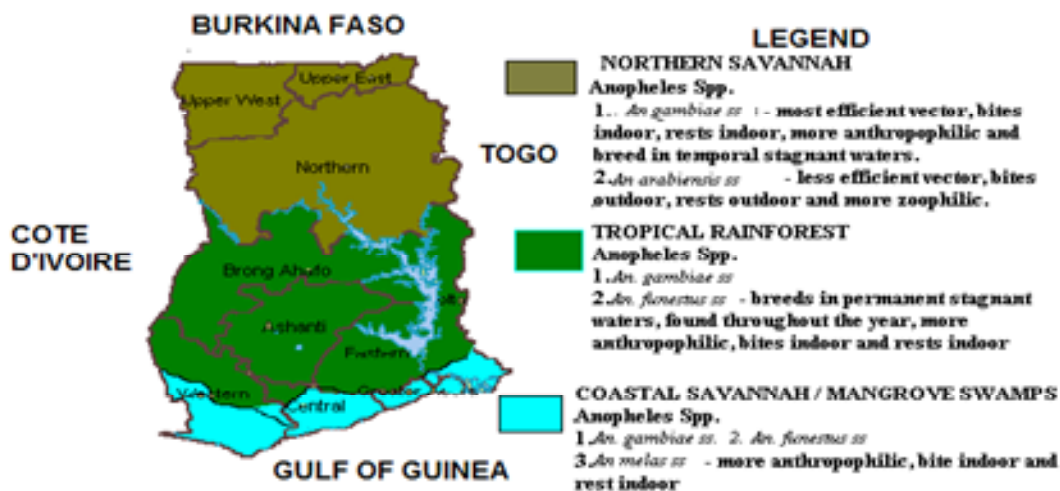 BURKINA FASO
LEGEND
Upper East
Upper West
Northern
TOGO
COTE
D'IVOIRE
Brong Ahafo
Ashanti
Eastern
Western
Central
Greater
GULF OF GUINEA
NORTHERN SAVANNAH
Anopheles Spp.
1.. An gambiae ss : - most efficient vector, bites
indoor, rests indoor, more anthropophilic and
breed in temporal stagnant waters.
2.An arabiensis ss - less efficient vector, bites
outdoor, rests outdoor and more zoophilic.
TROPICAL RAINFOREST
Anopheles Spp.
1.An. gambiae ss
2.An. funestus ss - breeds in permanent stagnant
waters, found throughout the year, more
anthropophilic, bites indoor and rests indoor
COASTAL SAVANNAH / MANGROVE SWAMPS
Anopheles Spp.
1.An. gambiae ss. 2. An. funestus ss
3.An melas ss - more anthropophilic, bite indoor and
rest indoor